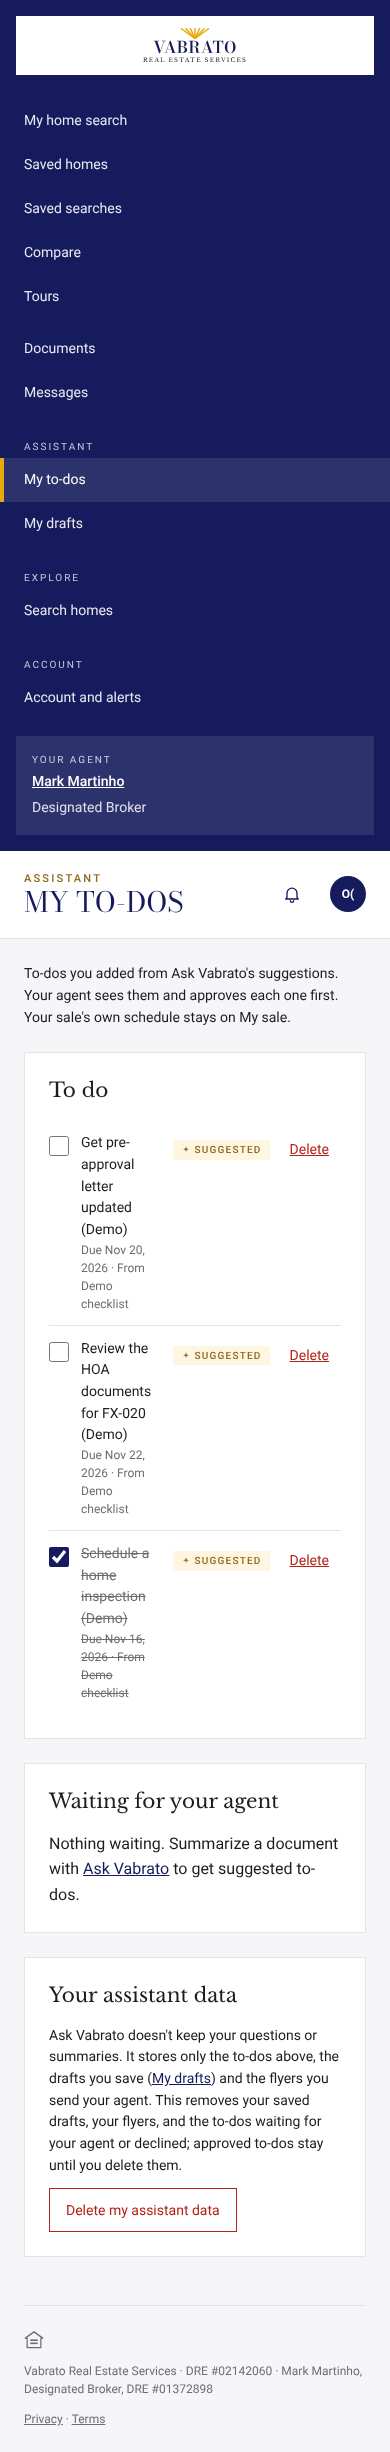 VABRATO
REAL ESTATE SERVICES
My home search
Saved homes
Saved searches
Compare
Tours
Documents
Messages
ASSISTANT
My to-dos
My drafts
EXPLORE
Search homes
ACCOUNT
Account and alerts
YOUR AGENT
Mark Martinho
Designated Broker
ASSISTANT
MY TO-DOS
O(
To-dos you added from Ask Vabrato's suggestions.
Your agent sees them and approves each one first.
Your sale's own schedule stays on My sale.
To do
Get pre-
approval
letter
updated
(Demo)
Due Nov 20,
2026 · From
Demo
checklist
+ SUGGESTED
Delete
Review the
HOA
documents
for FX-020
(Demo)
Due Nov 22,
2026 · From
Demo
checklist
+ SUGGESTED
Delete
Schedule a
home
inspection
(Demo)
Due Nov 16,
2026 · From
Demo
checklist
+ SUGGESTED
Delete
Waiting for your agent
Nothing waiting. Summarize a document
with Ask Vabrato to get suggested to-
dos.
Your assistant data
Ask Vabrato doesn't keep your questions or
summaries. It stores only the to-dos above, the
drafts you save (My drafts) and the flyers you
send your agent. This removes your saved
drafts, your flyers, and the to-dos waiting for
your agent or declined; approved to-dos stay
until you delete them.
Delete my assistant data
Vabrato Real Estate Services · DRE #02142060 · Mark Martinho,
Designated Broker, DRE #01372898
Privacy · Terms